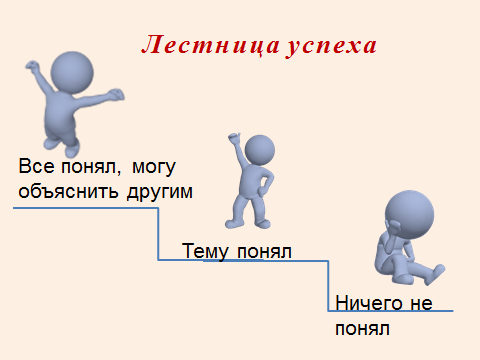 Лестница успеха
Все понял, могу
объяснить другим
Тему понял
Ничего не
понял